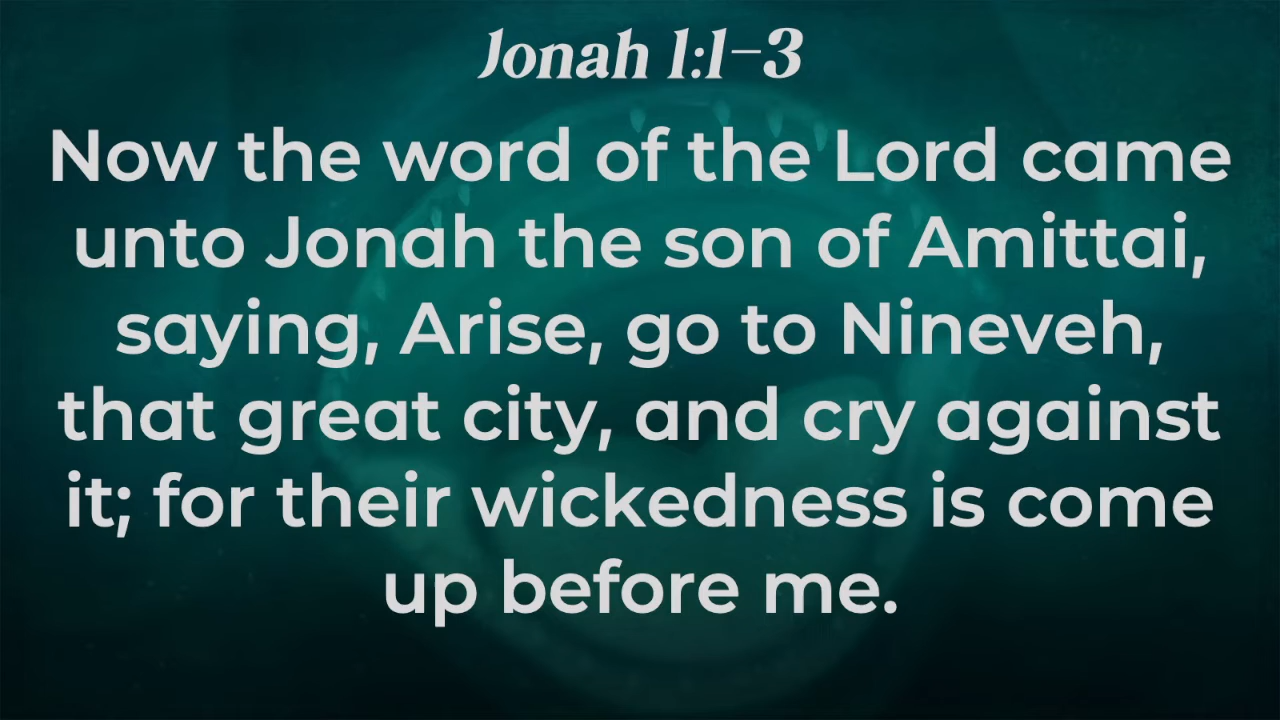 Jonah 1:1–3
Now the word of the Lord came
unto Jonah the son of Amittai,
saying, Arise, go to Nineveh,
that great city, and cry against
it; for their wickedness is come
up before me.